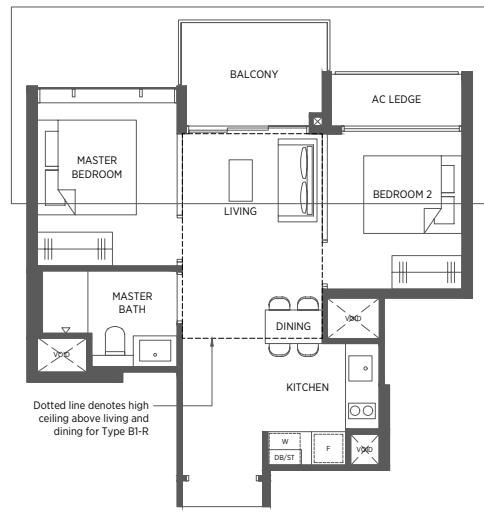 BALCONY
AC LEDGE
MASTER
BEDROOM
BEDROOM 2
LIVING
MASTER
BATH
DINING
VOID
VOID
KITCHEN
Dotted line denotes high
ceiling above living and
dining for Type B1-R
W
F
DB/ST
VOID